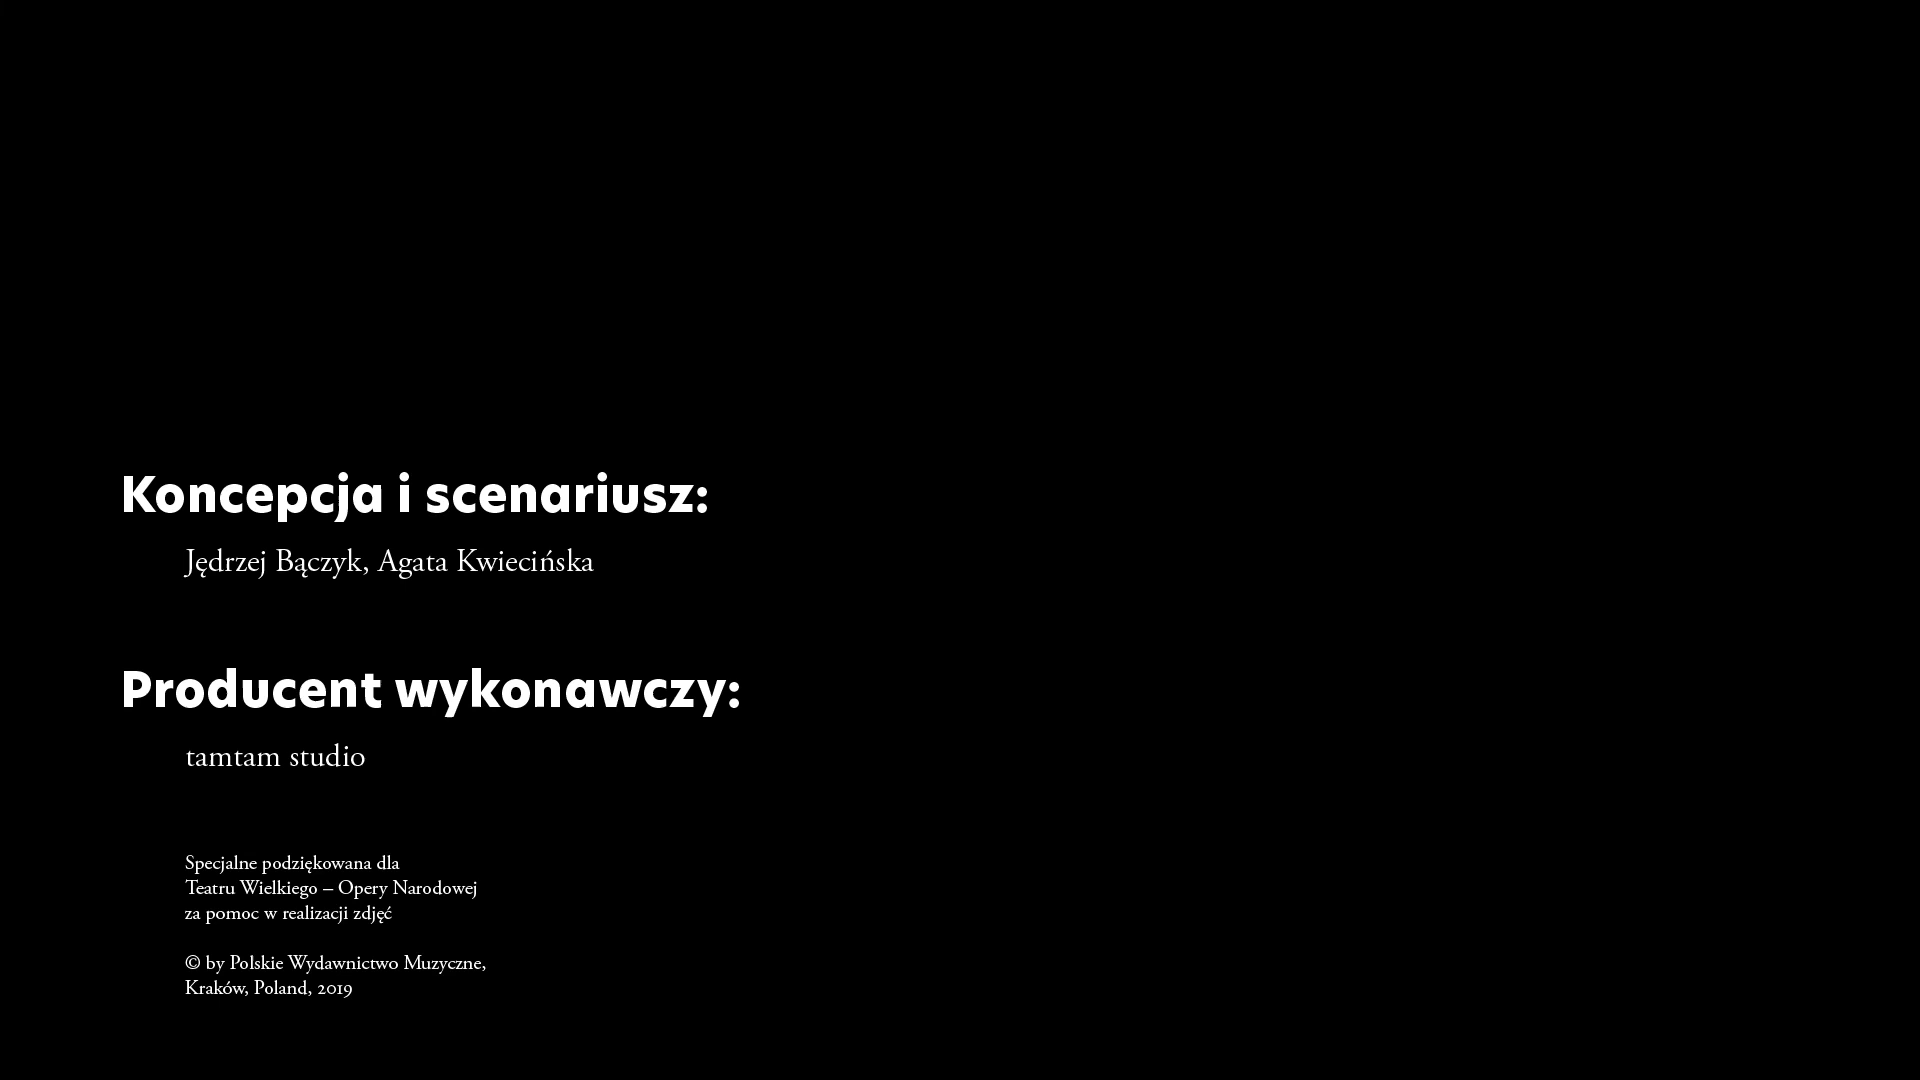 Koncepcja i scenariusz:
Jędrzej Bączyk, Agata Kwiecińska
Producent wykonawczy:
tamtam studio
Specjalne podziękowana dla
Teatru Wielkiego – Opery Narodowej
za pomoc w realizacji zdjęć
© by Polskie Wydawnictwo Muzyczne,
Kraków, Poland, 2019